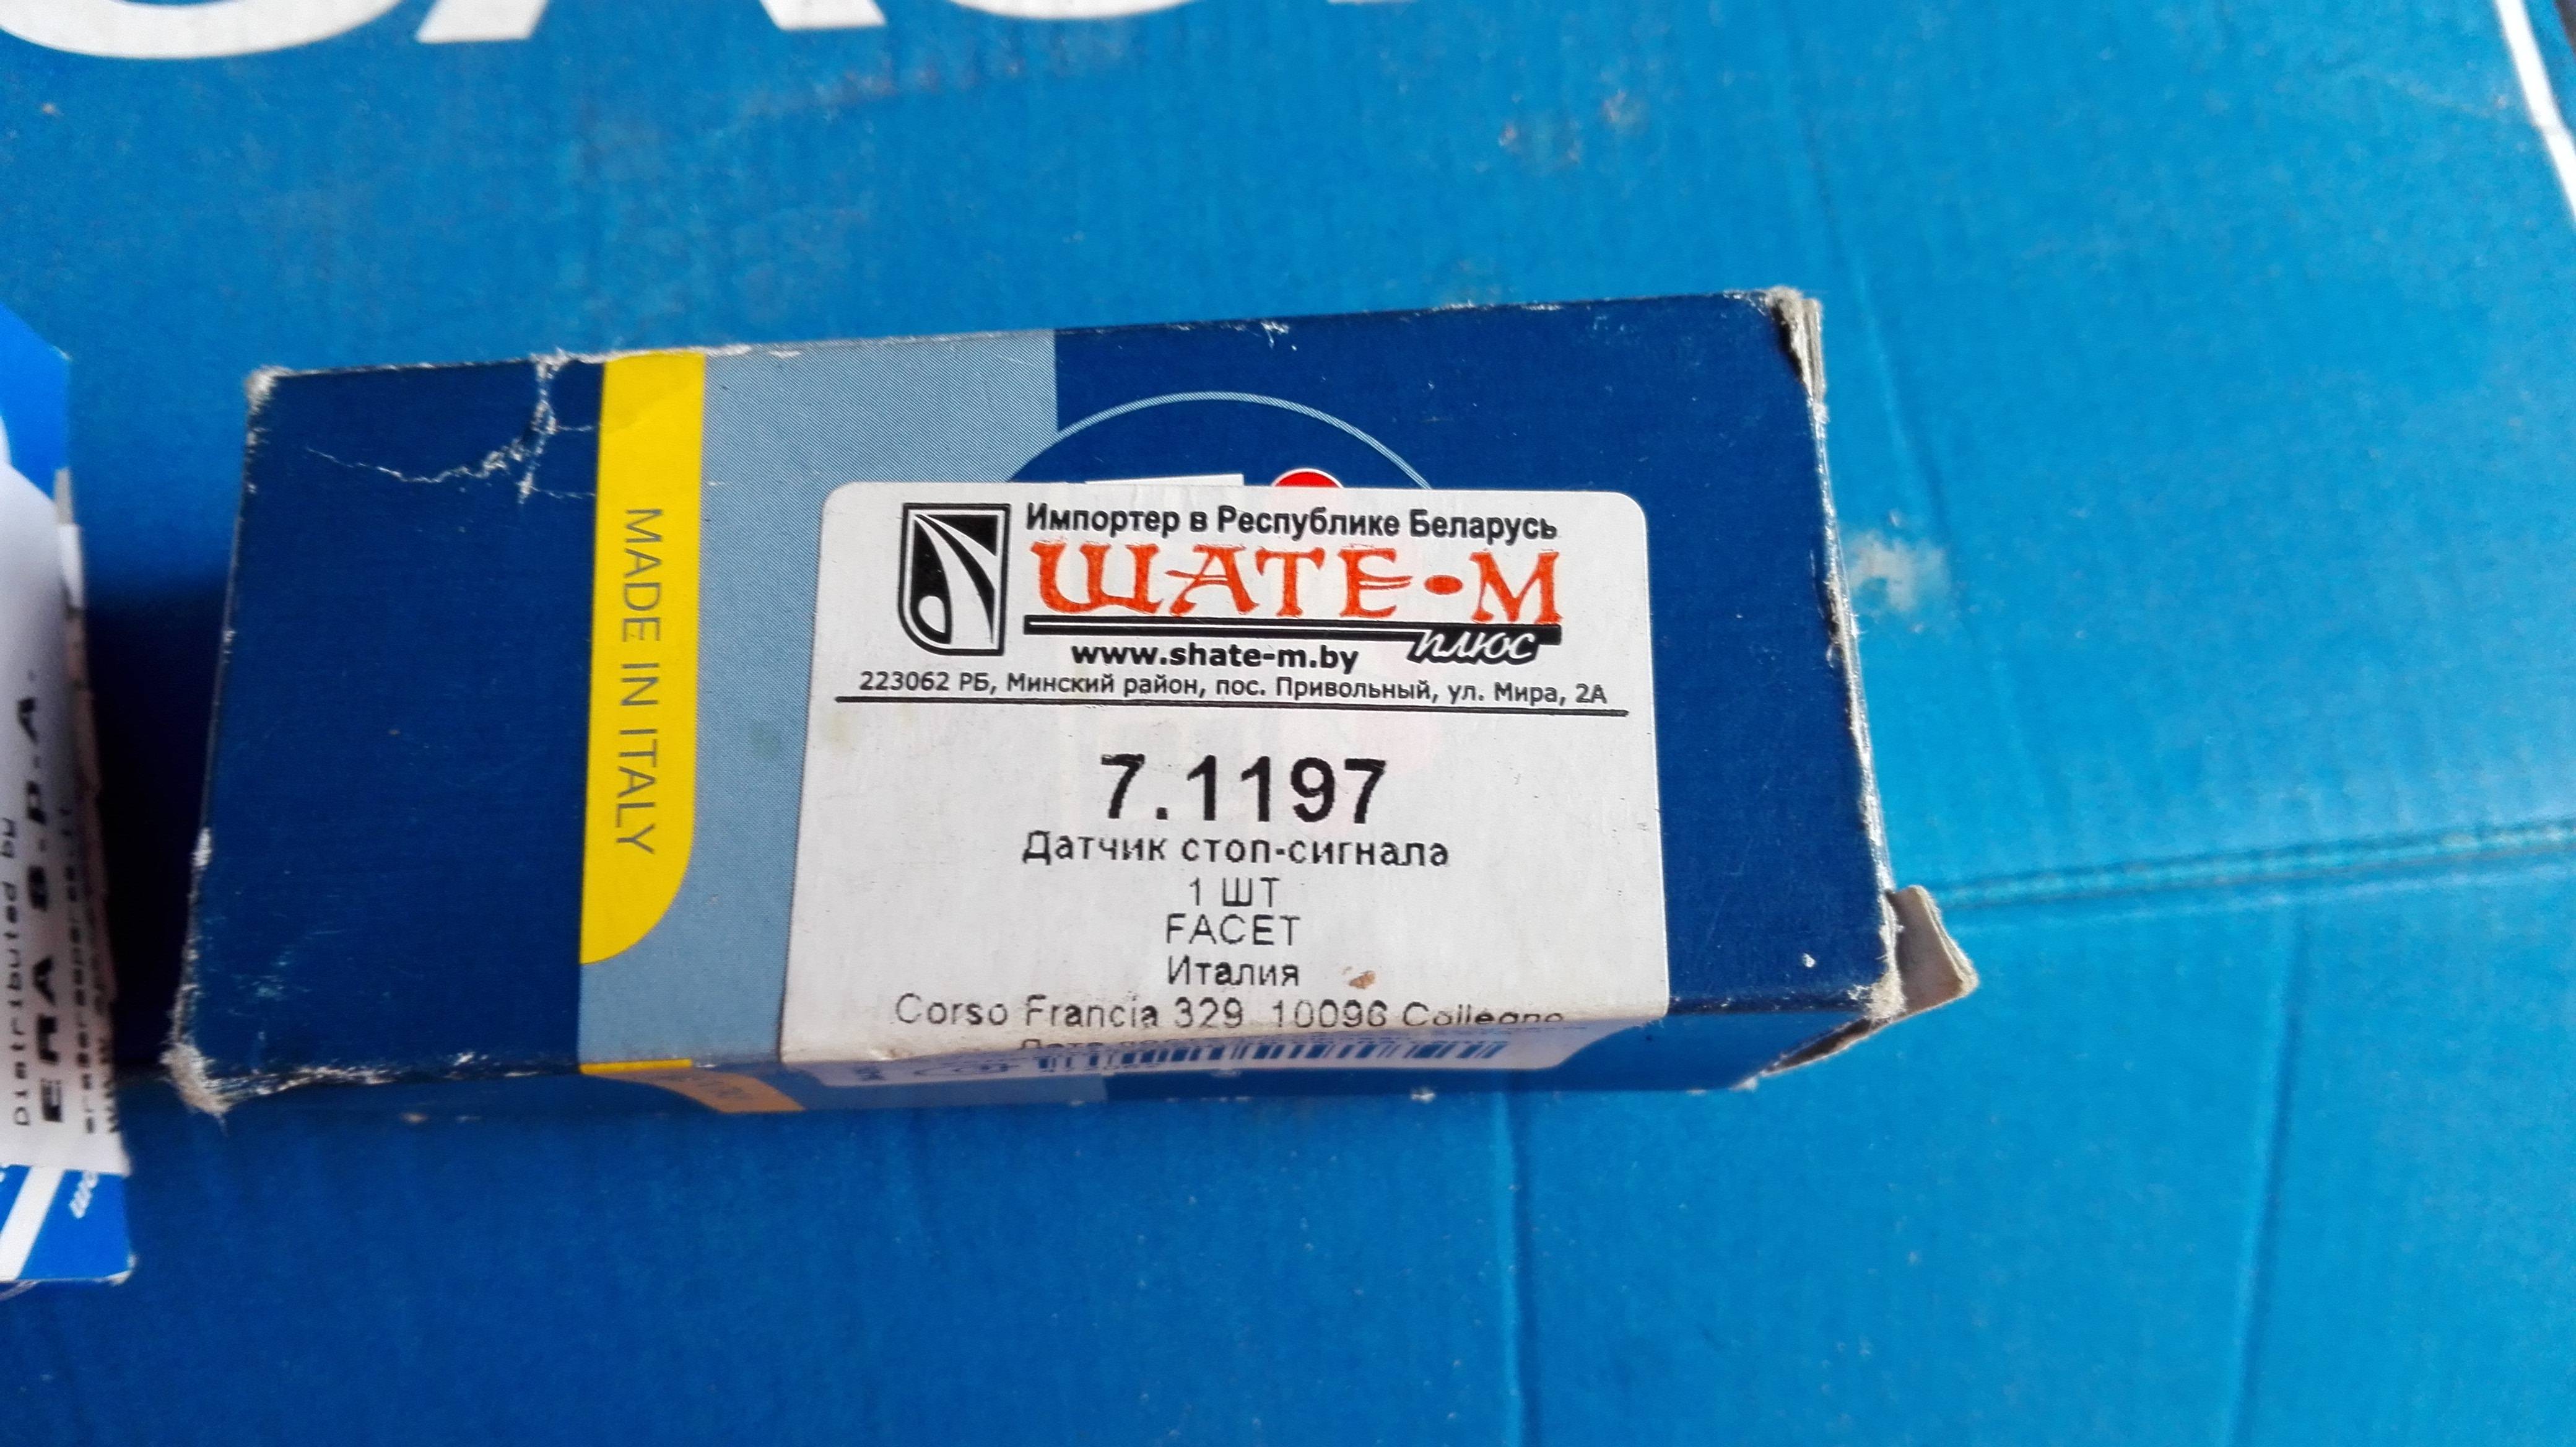 MADE IN ITALY
Импортер в Республике Беларусь
ШАТЕ-М
плюс
www.shate-m.by
223062 РБ, Минский район, пос. Привольный, ул. Мира, 2А
7.1197
Датчик стоп-сигнала
1 ШТ
FACET
Италия
Corso Francia 329 10096 Collegno
Distributed by
ERA S.P.A.